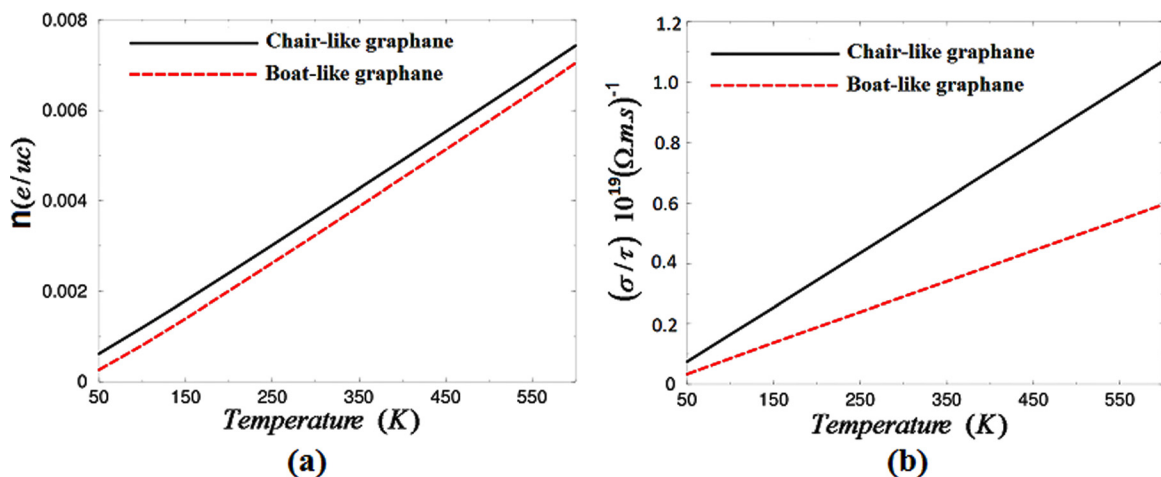 0.008
0.006
0.004
0.002
0
n(e/uc)
Chair-like graphane
Boat-like graphane
50 150 250 350 450 550
Temperature (K)
(a)
1.2
1.0
0.8
0.6
0.4
0.2
0
(σ/τ) 10¹⁹(Ω.m.s)⁻¹
Chair-like graphane
Boat-like graphane
50 150 250 350 450 550
Temperature (K)
(b)